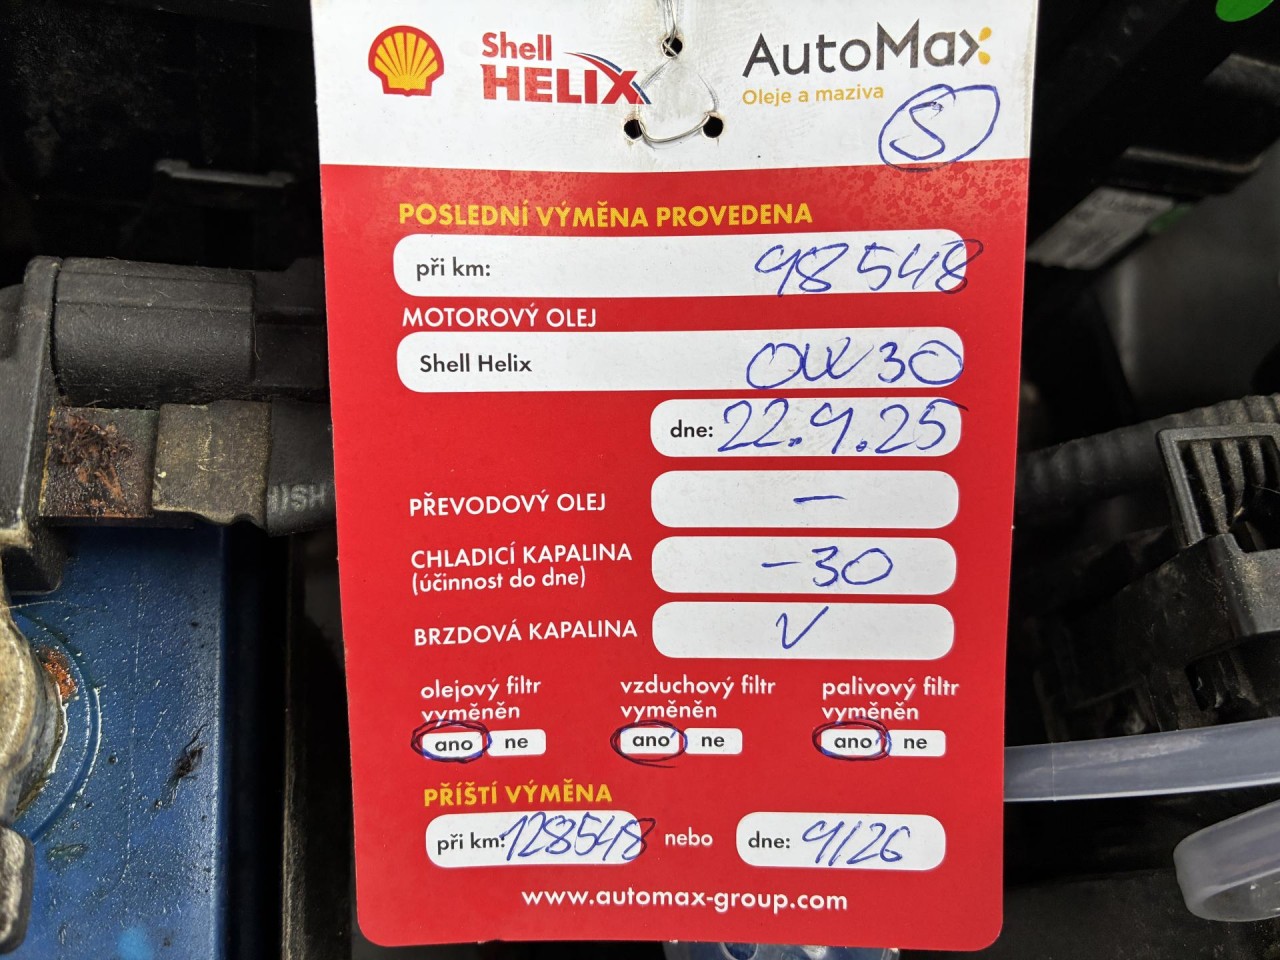 Shell
HELIX
AutoMax
Oleje a maziva
S
POSLEDNÍ VÝMĚNA PROVEDENA
při km: 98548
MOTOROVÝ OLEJ
Shell Helix 0W30
dne: 22.9.25
PŘEVODOVÝ OLEJ –
CHLADICÍ KAPALINA
(účinnost do dne) -30
BRZDOVÁ KAPALINA V
olejový filtr vyměněn ano ne
vzduchový filtr vyměněn ano ne
palivový filtr vyměněn ano ne
PŘÍŠTÍ VÝMĚNA
při km: 128548 nebo dne: 9/26
www.automax-group.com